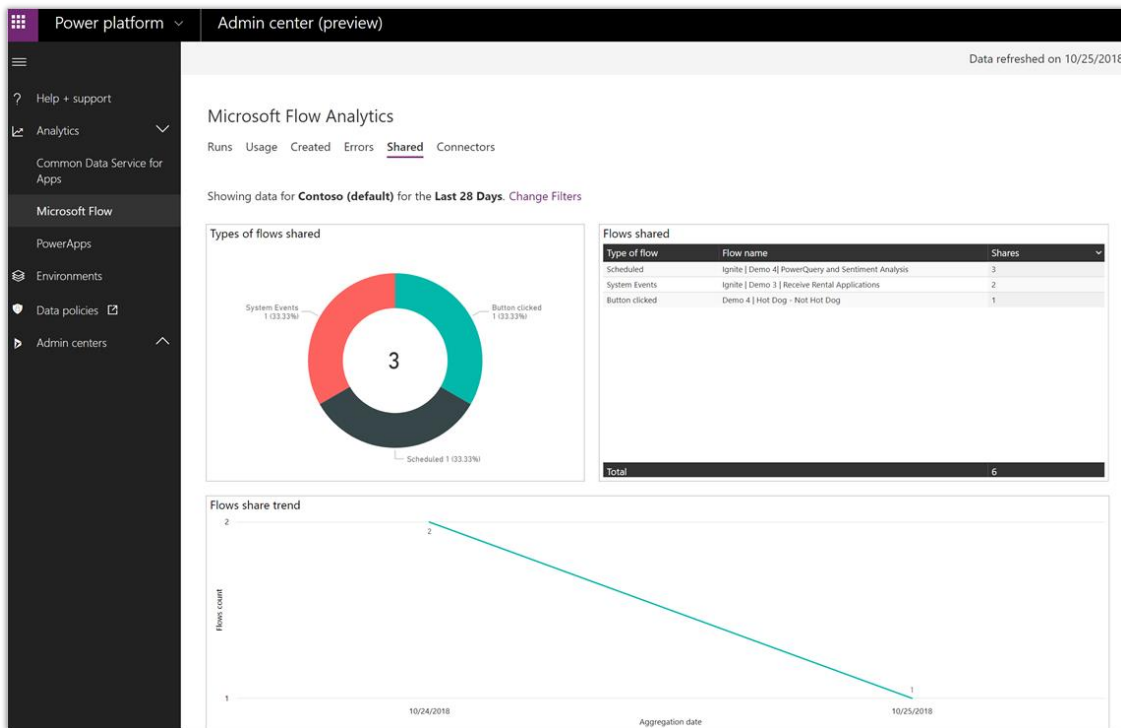 Power platform
Admin center (preview)
Data refreshed on 10/25/2018
? Help + support
Analytics
Common Data Service for
Apps
Microsoft Flow
PowerApps
Environments
Data policies
Admin centers
Microsoft Flow Analytics
Runs Usage Created Errors Shared Connectors
Showing data for Contoso (default) for the Last 28 Days. Change Filters
Types of flows shared
System Events
1 (33.33%)
Button clicked
1 (33.33%)
3
Scheduled 1 (33.33%)
Flows shared
Type of flow Flow name Shares
Scheduled Ignite | Demo 4| PowerQuery and Sentiment Analysis 3
System Events Ignite | Demo 3 | Receive Rental Applications 2
Button clicked Demo 4 | Hot Dog - Not Hot Dog 1
Total 6
Flows share trend
Flows count
2
2
1
1
10/24/2018 10/25/2018
Aggregation date